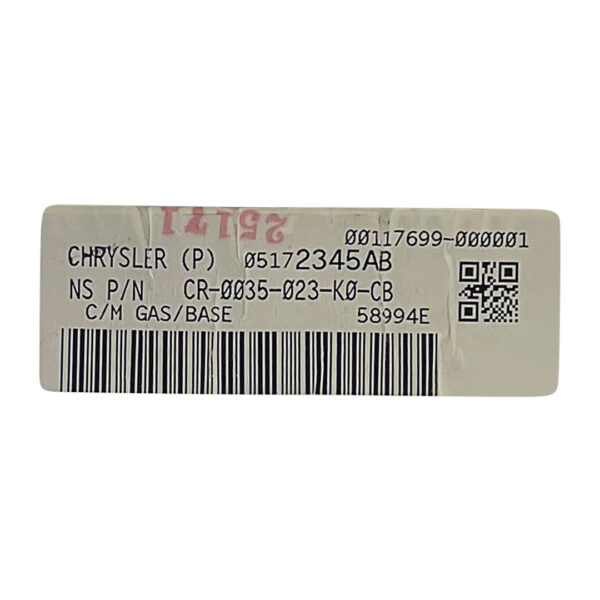 25171
00117699-000001
CHRYSLER (P) 05172345AB
NS P/N CR-0035-023-K0-CB
C/M GAS/BASE 58994E